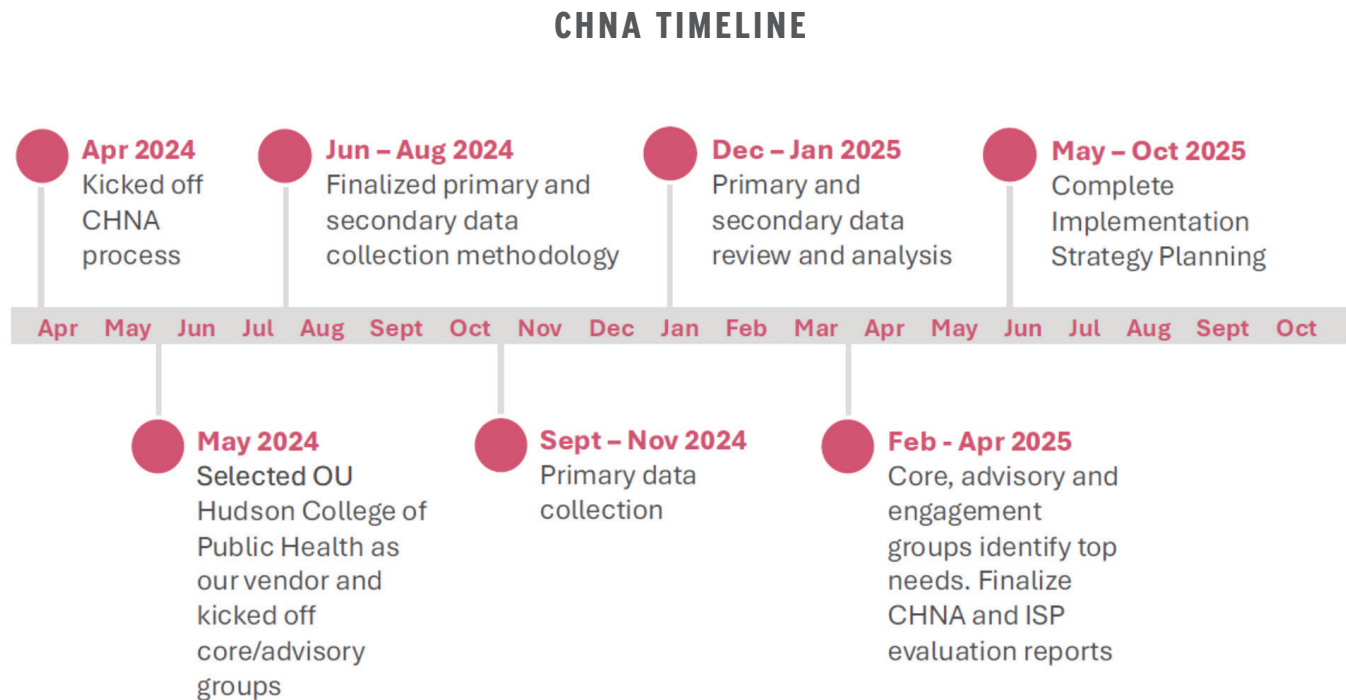 CHNA TIMELINE
Apr 2024
Kicked off
CHNA
process
Jun – Aug 2024
Finalized primary and
secondary data
collection methodology
Dec – Jan 2025
Primary and
secondary data
review and analysis
May – Oct 2025
Complete
Implementation
Strategy Planning
Apr May Jun Jul Aug Sept Oct Nov Dec Jan Feb Mar Apr May Jun Jul Aug Sept Oct
May 2024
Selected OU
Hudson College of
Public Health as
our vendor and
kicked off
core/advisory
groups
Sept – Nov 2024
Primary data
collection
Feb - Apr 2025
Core, advisory and
engagement
groups identify top
needs. Finalize
CHNA and ISP
evaluation reports